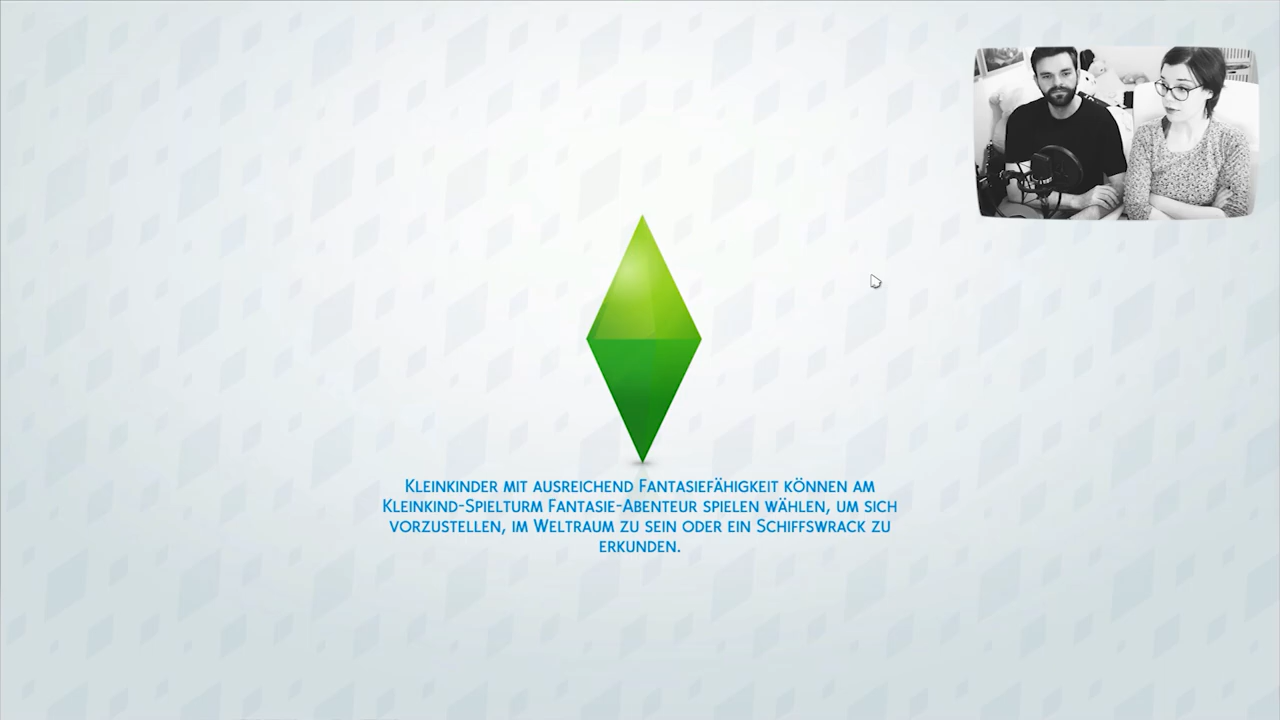 Kleinkinder mit ausreichend Fantasiefähigkeit können am
Kleinkind-Spielturm Fantasie-Abenteur spielen wählen, um sich
vorzustellen, im Weltraum zu sein oder ein Schiffswrack zu
erkunden.